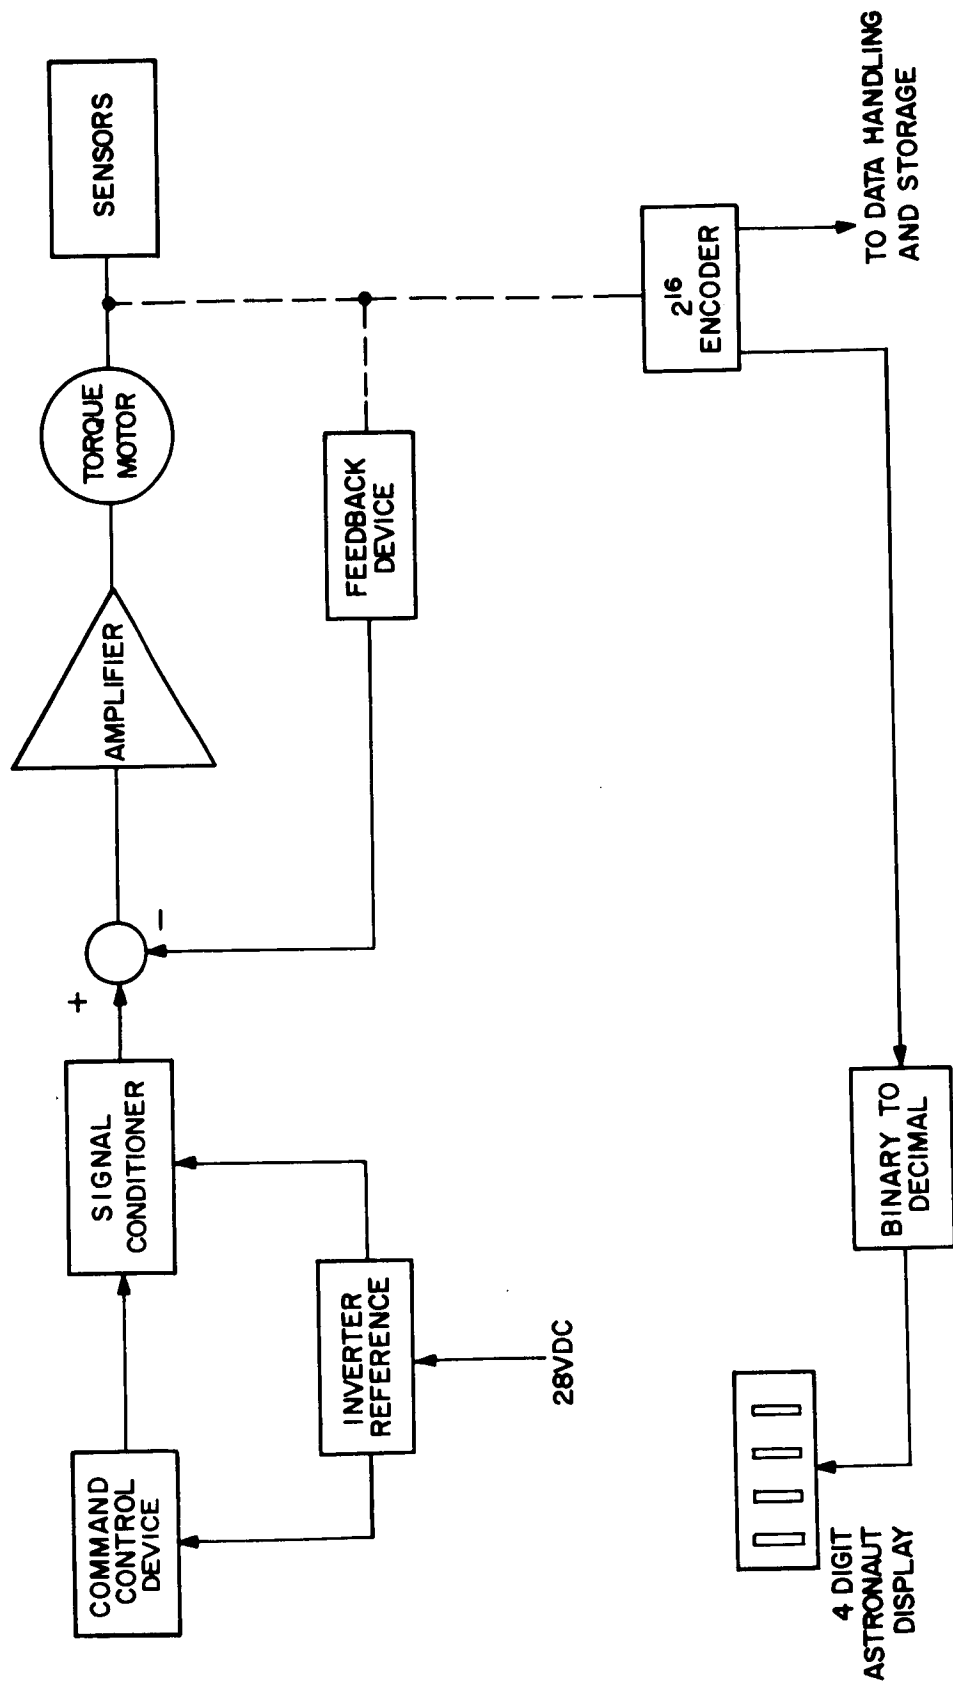 COMMAND
CONTROL
DEVICE
SIGNAL
CONDITIONER
+
-
AMPLIFIER
TORQUE
MOTOR
SENSORS
INVERTER
REFERENCE
28VDC
FEEDBACK
DEVICE
2¹⁶
ENCODER
TO DATA HANDLING
AND STORAGE
4 DIGIT
ASTRONAUT
DISPLAY
BINARY TO
DECIMAL